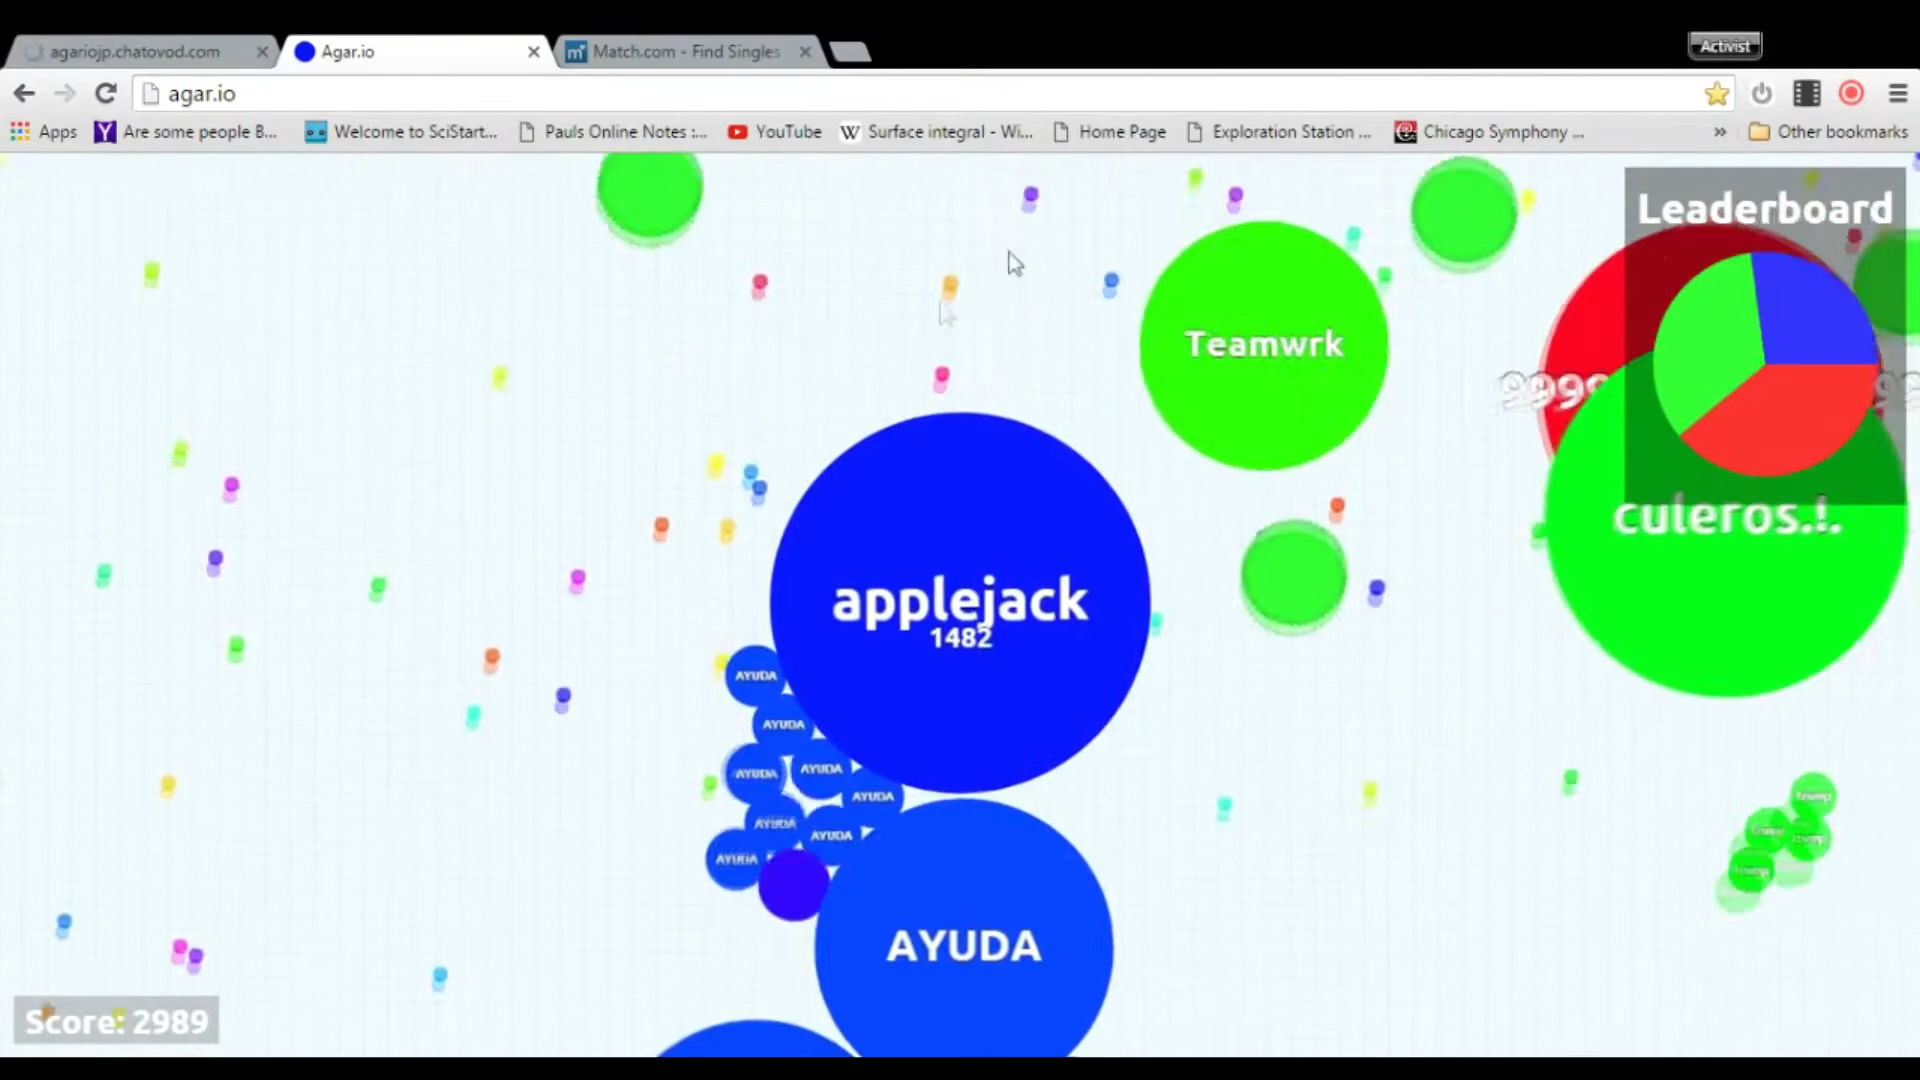 agariojp.chatovod.com
Agar.io
Match.com - Find Singles
Activist
agar.io
Apps
Are some people B...
Welcome to SciStart...
Pauls Online Notes :...
YouTube
Surface integral - Wi...
Home Page
Exploration Station ...
Chicago Symphony ...
»
Other bookmarks
Leaderboard
Teamwrk
culeros.!.
applejack
1482
AYUDA
AYUDA
AYUDA
AYUDA
AYUDA
AYUDA
AYUDA
AYUDA
AYUDA
Score: 2989